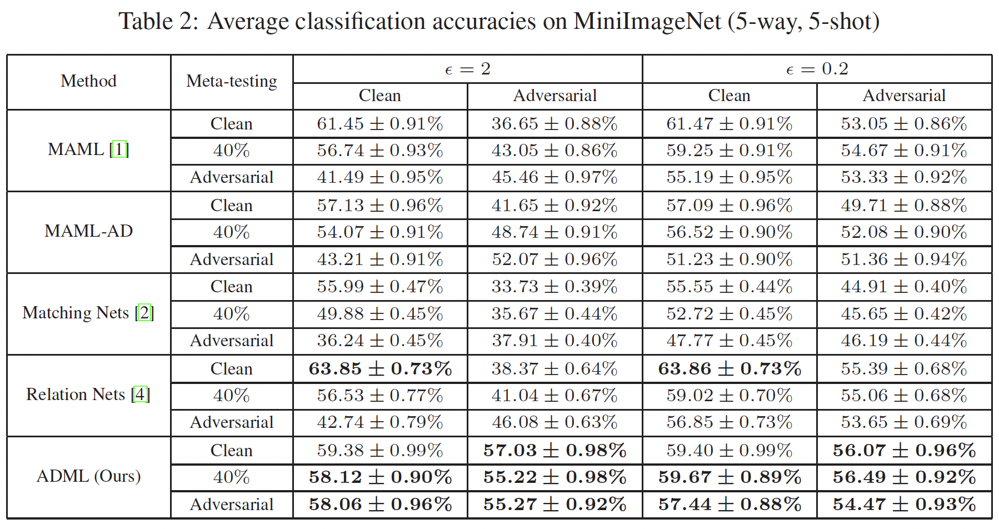 Table 2: Average classification accuracies on MiniImageNet (5-way, 5-shot)
Method Meta-testing ϵ = 2 ϵ = 0.2
Clean Adversarial Clean Adversarial
MAML [1] Clean 61.45 ± 0.91% 36.65 ± 0.88% 61.47 ± 0.91% 53.05 ± 0.86%
40% 56.74 ± 0.93% 43.05 ± 0.86% 59.25 ± 0.91% 54.67 ± 0.91%
Adversarial 41.49 ± 0.95% 45.46 ± 0.97% 55.19 ± 0.95% 53.33 ± 0.92%
MAML-AD Clean 57.13 ± 0.96% 41.65 ± 0.92% 57.09 ± 0.96% 49.71 ± 0.88%
40% 54.07 ± 0.91% 48.74 ± 0.91% 56.52 ± 0.90% 52.08 ± 0.90%
Adversarial 43.21 ± 0.91% 52.07 ± 0.96% 51.23 ± 0.90% 51.36 ± 0.94%
Matching Nets [2] Clean 55.99 ± 0.47% 33.73 ± 0.39% 55.55 ± 0.44% 44.91 ± 0.40%
40% 49.88 ± 0.45% 35.67 ± 0.44% 52.72 ± 0.45% 45.65 ± 0.42%
Adversarial 36.24 ± 0.45% 37.91 ± 0.40% 47.77 ± 0.45% 46.19 ± 0.44%
Relation Nets [4] Clean 63.85 ± 0.73% 38.37 ± 0.64% 63.86 ± 0.73% 55.39 ± 0.68%
40% 56.53 ± 0.77% 41.04 ± 0.67% 59.02 ± 0.70% 55.06 ± 0.68%
Adversarial 42.74 ± 0.79% 46.08 ± 0.63% 56.85 ± 0.73% 53.65 ± 0.69%
ADML (Ours) Clean 59.38 ± 0.99% 57.03 ± 0.98% 59.40 ± 0.99% 56.07 ± 0.96%
40% 58.12 ± 0.90% 55.22 ± 0.98% 59.67 ± 0.89% 56.49 ± 0.92%
Adversarial 58.06 ± 0.96% 55.27 ± 0.92% 57.44 ± 0.88% 54.47 ± 0.93%